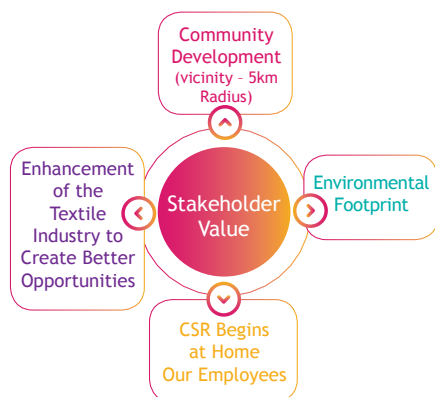 Community
Development
(vicinity - 5km
Radius)
Enhancement
of the
Textile
Industry to
Create Better
Opportunities
Stakeholder
Value
Environmental
Footprint
CSR Begins
at Home
Our Employees